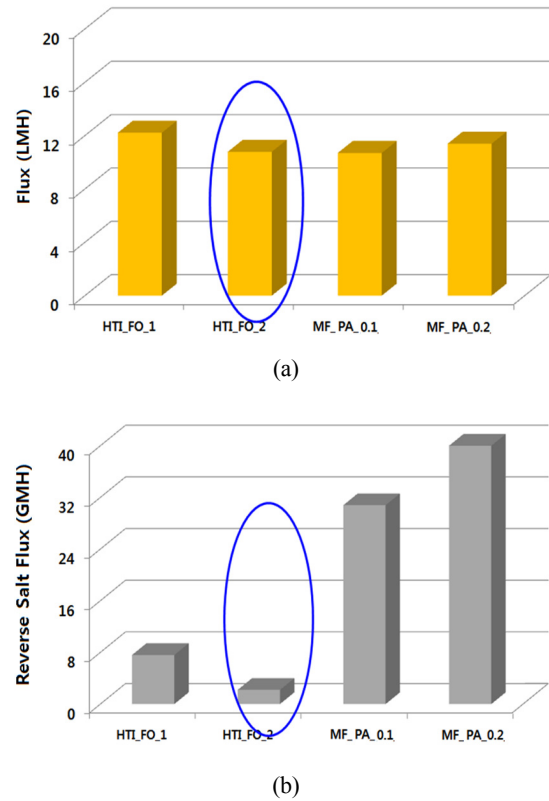 20
16
12
8
4
0
Flux (LMH)
HTI_FO_1 HTI_FO_2 MF_PA_0.1 MF_PA_0.2
(a)
40
32
24
16
8
0
Reverse Salt Flux (GMH)
HTI_FO_1 HTI_FO_2 MF_PA_0.1 MF_PA_0.2
(b)